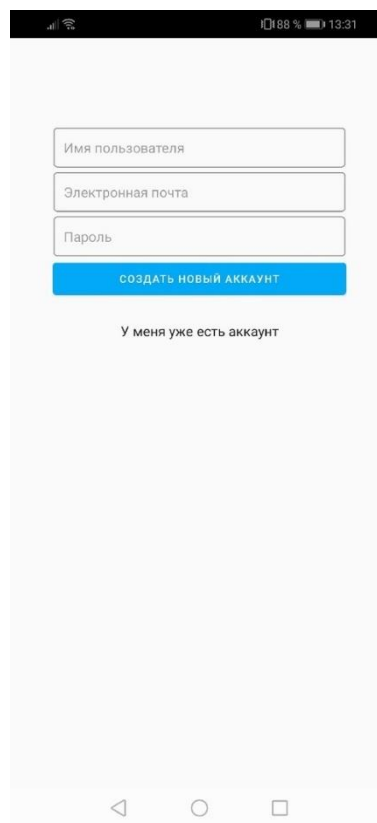 88 % 13:31
Имя пользователя
Электронная почта
Пароль
СОЗДАТЬ НОВЫЙ АККАУНТ
У меня уже есть аккаунт